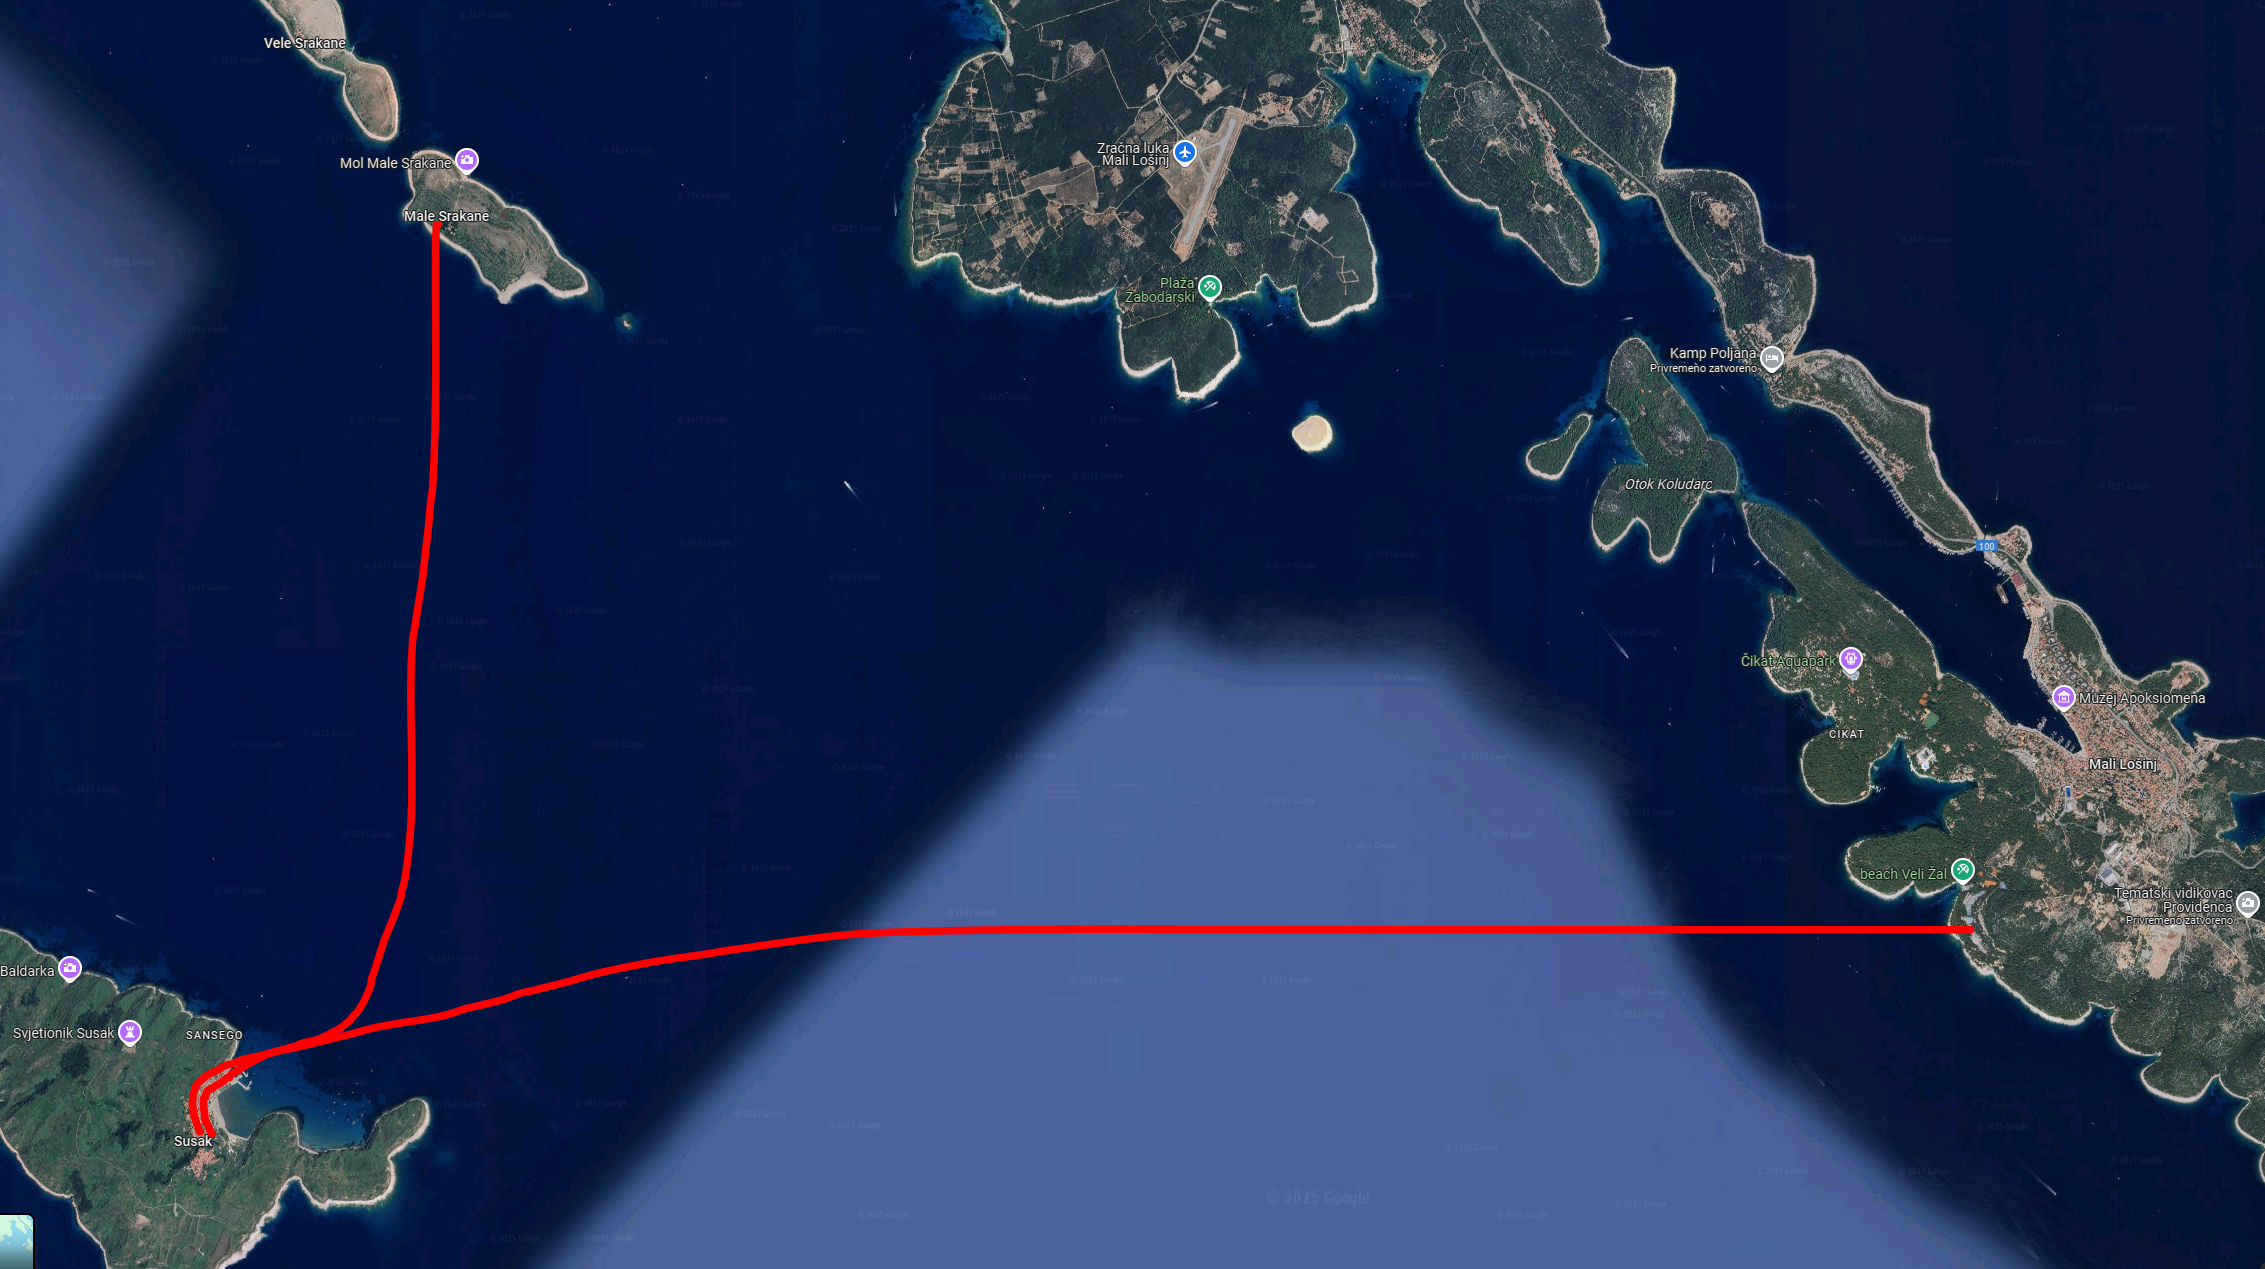 Vele Srakane
Mol Male Srakane
Male Srakane
Zračna luka
Mali Lošinj
Plaža
Zabodarski
Kamp Poljana
Privremeno zatvoreno
Otok Koludarc
100
Čikat Aquapark
Muzej Apoksiomena
CIKAT
Mali Lošinj
beach Veli Žal
Tematski vidikovac
Providenca
Privremeno zatvoreno
Baldarka
Svjetionik Susak
SANSEGO
Susak
© 2025 Google